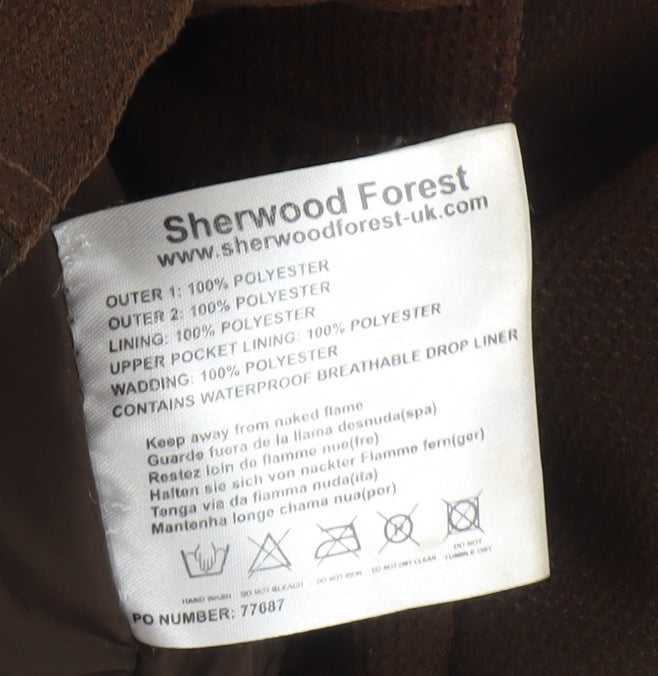 Sherwood Forest
www.sherwoodforest-uk.com
OUTER 1: 100% POLYESTER
OUTER 2: 100% POLYESTER
LINING: 100% POLYESTER
UPPER POCKET LINING: 100% POLYESTER
WADDING: 100% POLYESTER
CONTAINS WATERPROOF BREATHABLE DROP LINER
Keep away from naked flame
Guarde fuera de la llama desnuda(spa)
Restez loin de flamme nue(fre)
Halten sie sich von nackter Flamme fern(ger)
Tenga via da fiamma nuda(ita)
Mantenha longe chama nua(por)
HAND WASH DO NOT BLEACH DO NOT IRON DO NOT DRY CLEAN DO NOT TUMBLE DRY
PO NUMBER: 77687